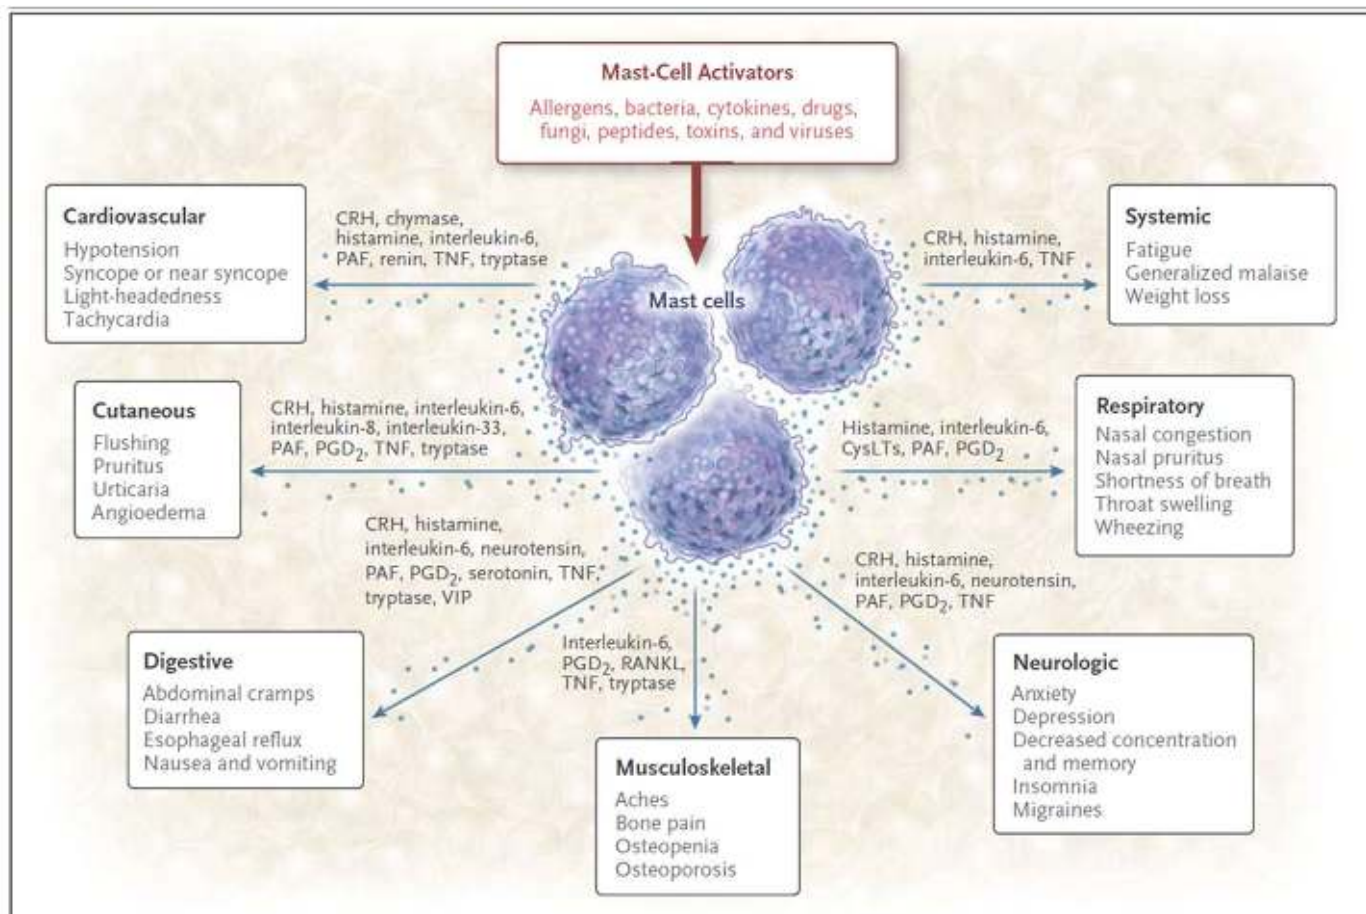 Mast-Cell Activators
Allergens, bacteria, cytokines, drugs,
fungi, peptides, toxins, and viruses
Cardiovascular
Hypotension
Syncope or near syncope
Light-headedness
Tachycardia
CRH, chymase,
histamine, interleukin-6,
PAF, renin, TNF, tryptase
Mast cells
CRH, histamine,
interleukin-6, TNF
Systemic
Fatigue
Generalized malaise
Weight loss
Cutaneous
Flushing
Pruritus
Urticaria
Angioedema
CRH, histamine, interleukin-6,
interleukin-8, interleukin-33,
PAF, PGD₂, TNF, tryptase
Histamine, interleukin-6,
CysLTs, PAF, PGD₂
Respiratory
Nasal congestion
Nasal pruritus
Shortness of breath
Throat swelling
Wheezing
CRH, histamine,
interleukin-6, neurotensin,
PAF, PGD₂, serotonin, TNF,
tryptase, VIP
CRH, histamine,
interleukin-6, neurotensin,
PAF, PGD₂, TNF
Digestive
Abdominal cramps
Diarrhea
Esophageal reflux
Nausea and vomiting
Interleukin-6,
PGD₂, RANKL,
TNF, tryptase
Musculoskeletal
Aches
Bone pain
Osteopenia
Osteoporosis
Neurologic
Anxiety
Depression
Decreased concentration
and memory
Insomnia
Migraines